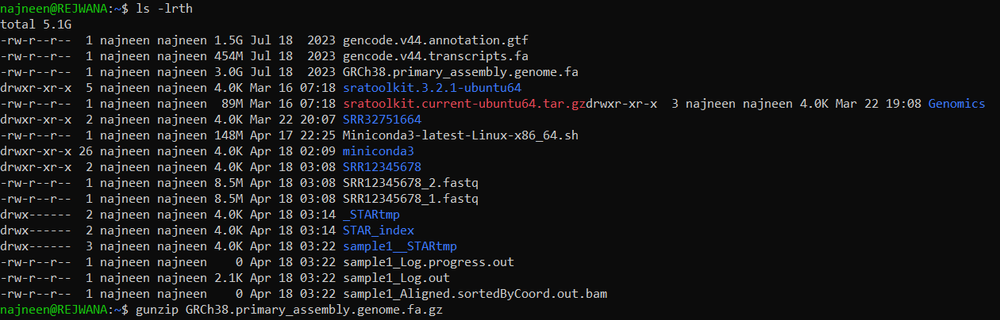 najneen@REJWANA:~$ ls -lrth
total 5.1G
-rw-r--r--  1 najneen najneen 1.5G Jul 18  2023 gencode.v44.annotation.gtf
-rw-r--r--  1 najneen najneen 454M Jul 18  2023 gencode.v44.transcripts.fa
-rw-r--r--  1 najneen najneen 3.0G Jul 18  2023 GRCh38.primary_assembly.genome.fa
drwxr-xr-x  5 najneen najneen 4.0K Mar 16 07:18 sratoolkit.3.2.1-ubuntu64
-rw-r--r--  1 najneen najneen  89M Mar 16 07:18 sratoolkit.current-ubuntu64.tar.gzdrwxr-xr-x  3 najneen najneen 4.0K Mar 22 19:08 Genomics
drwxr-xr-x  2 najneen najneen 4.0K Mar 22 20:07 SRR32751664
-rw-r--r--  1 najneen najneen 148M Apr 17 22:25 Miniconda3-latest-Linux-x86_64.sh
drwxr-xr-x 26 najneen najneen 4.0K Apr 18 02:09 miniconda3
drwxr-xr-x  2 najneen najneen 4.0K Apr 18 03:08 SRR12345678
-rw-r--r--  1 najneen najneen 8.5M Apr 18 03:08 SRR12345678_2.fastq
-rw-r--r--  1 najneen najneen 8.5M Apr 18 03:08 SRR12345678_1.fastq
drwx------  2 najneen najneen 4.0K Apr 18 03:14 _STARtmp
drwx------  2 najneen najneen 4.0K Apr 18 03:14 STAR_index
drwx------  3 najneen najneen 4.0K Apr 18 03:22 sample1__STARtmp
-rw-r--r--  1 najneen najneen    0 Apr 18 03:22 sample1_Log.progress.out
-rw-r--r--  1 najneen najneen 2.1K Apr 18 03:22 sample1_Log.out
-rw-r--r--  1 najneen najneen    0 Apr 18 03:22 sample1_Aligned.sortedByCoord.out.bam
najneen@REJWANA:~$ gunzip GRCh38.primary_assembly.genome.fa.gz